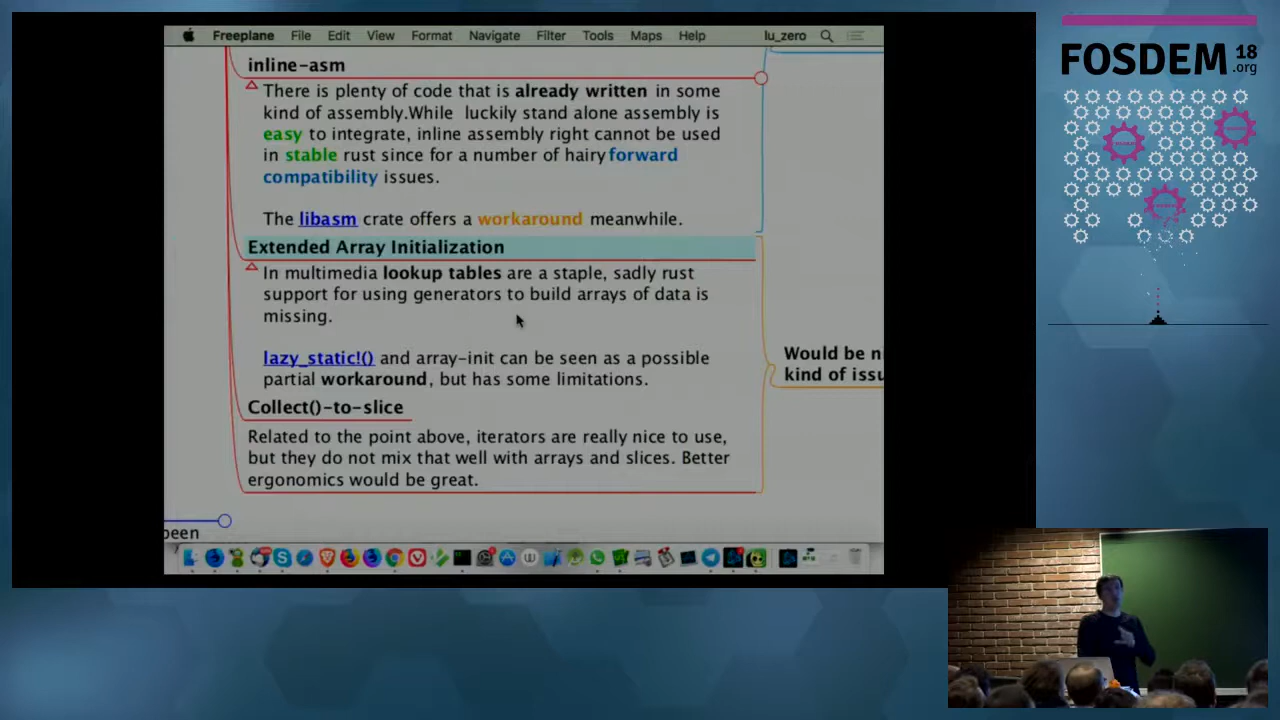 Freeplane File Edit View Format Navigate Filter Tools Maps Help lu_zero
inline-asm
There is plenty of code that is already written in some
kind of assembly.While luckily stand alone assembly is
easy to integrate, inline assembly right cannot be used
in stable rust since for a number of hairy forward
compatibility issues.
The libasm crate offers a workaround meanwhile.
Extended Array Initialization
In multimedia lookup tables are a staple, sadly rust
support for using generators to build arrays of data is
missing.
lazy_static!() and array-init can be seen as a possible
partial workaround, but has some limitations.
Collect()-to-slice
Related to the point above, iterators are really nice to use,
but they do not mix that well with arrays and slices. Better
ergonomics would be great.
Would be ni
kind of issu
been
FOSDEM 18
.org